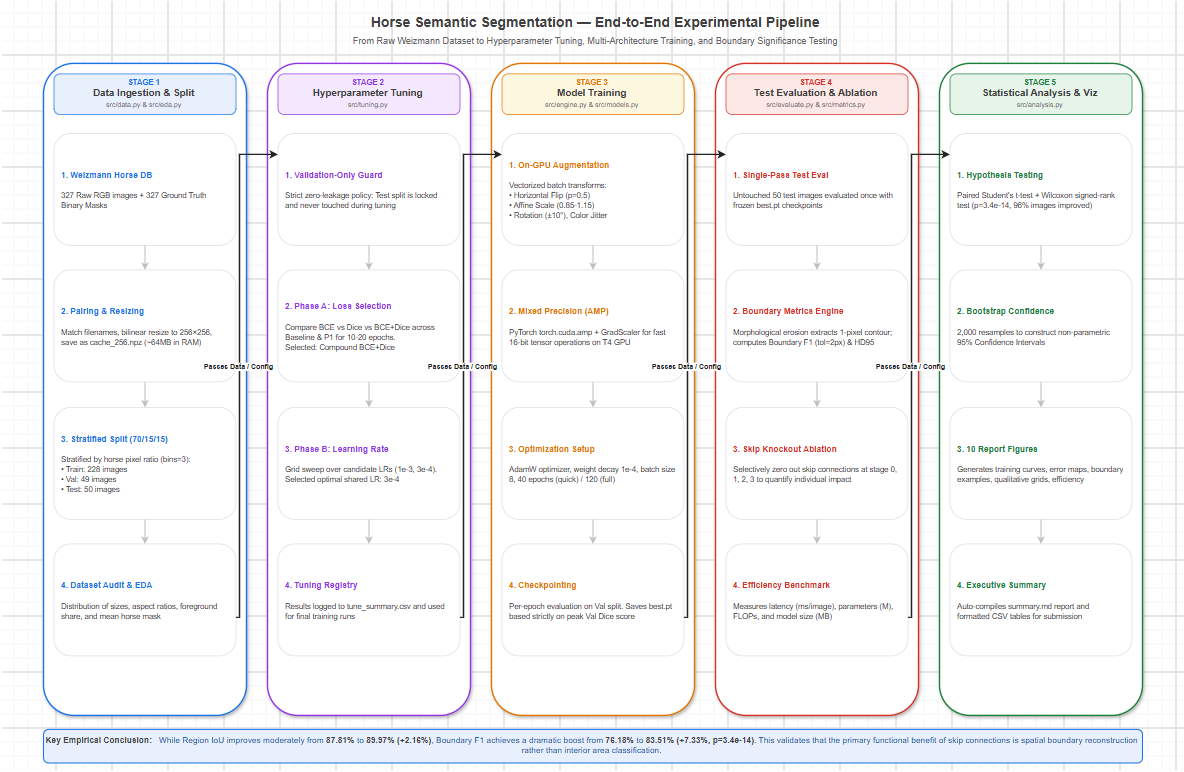 Horse Semantic Segmentation — End-to-End Experimental Pipeline
From Raw Weizmann Dataset to Hyperparameter Tuning, Multi-Architecture Training, and Boundary Significance Testing
STAGE 1
Data Ingestion & Split
src/data.py & src/eda.py
1. Weizmann Horse DB
327 Raw RGB images + 327 Ground Truth
Binary Masks
2. Pairing & Resizing
Match filenames, bilinear resize to 256×256,
save as cache_256.npz (~64MB in RAM)
Passes Data / Config
3. Stratified Split (70/15/15)
Stratified by horse pixel ratio (bins=3):
• Train: 228 images
• Val: 49 images
• Test: 50 images
4. Dataset Audit & EDA
Distribution of sizes, aspect ratios, foreground
share, and mean horse mask
STAGE 2
Hyperparameter Tuning
src/tuning.py
1. Validation-Only Guard
Strict zero-leakage policy: Test split is locked
and never touched during tuning
2. Phase A: Loss Selection
Compare BCE vs Dice vs BCE+Dice across
Baseline & P1 for 10-20 epochs.
Selected: Compound BCE+Dice
Passes Data / Config
3. Phase B: Learning Rate
Grid sweep over candidate LRs (1e-3, 3e-4).
Selected optimal shared LR: 3e-4
4. Tuning Registry
Results logged to tune_summary.csv and used
for final training runs
STAGE 3
Model Training
src/engine.py & src/models.py
1. On-GPU Augmentation
Vectorized batch transforms:
• Horizontal Flip (p=0.5)
• Affine Scale (0.85-1.15)
• Rotation (±10°), Color Jitter
2. Mixed Precision (AMP)
PyTorch torch.cuda.amp + GradScaler for fast
16-bit tensor operations on T4 GPU
Passes Data / Config
3. Optimization Setup
AdamW optimizer, weight decay 1e-4, batch size
8, 40 epochs (quick) / 120 (full)
4. Checkpointing
Per-epoch evaluation on Val split. Saves best.pt
based strictly on peak Val Dice score
STAGE 4
Test Evaluation & Ablation
src/evaluate.py & src/metrics.py
1. Single-Pass Test Eval
Untouched 50 test images evaluated once with
frozen best.pt checkpoints
2. Boundary Metrics Engine
Morphological erosion extracts 1-pixel contour;
computes Boundary F1 (tol=2px) & HD95
Passes Data / Config
3. Skip Knockout Ablation
Selectively zero out skip connections at stage 0,
1, 2, 3 to quantify individual impact
4. Efficiency Benchmark
Measures latency (ms/image), parameters (M),
FLOPs, and model size (MB)
STAGE 5
Statistical Analysis & Viz
src/analysis.py
1. Hypothesis Testing
Paired Student's t-test + Wilcoxon signed-rank
test (p=3.4e-14, 96% images improved)
2. Bootstrap Confidence
2,000 resamples to construct non-parametric
95% Confidence Intervals
3. 10 Report Figures
Generates training curves, error maps, boundary
examples, qualitative grids, efficiency
4. Executive Summary
Auto-compiles summary.md report and
formatted CSV tables for submission
Key Empirical Conclusion: While Region IoU improves moderately from 87.81% to 89.97% (+2.16%), Boundary F1 achieves a dramatic boost from 76.18% to 83.51% (+7.33%, p=3.4e-14). This validates that the primary functional benefit of skip connections is spatial boundary reconstruction
rather than interior area classification.